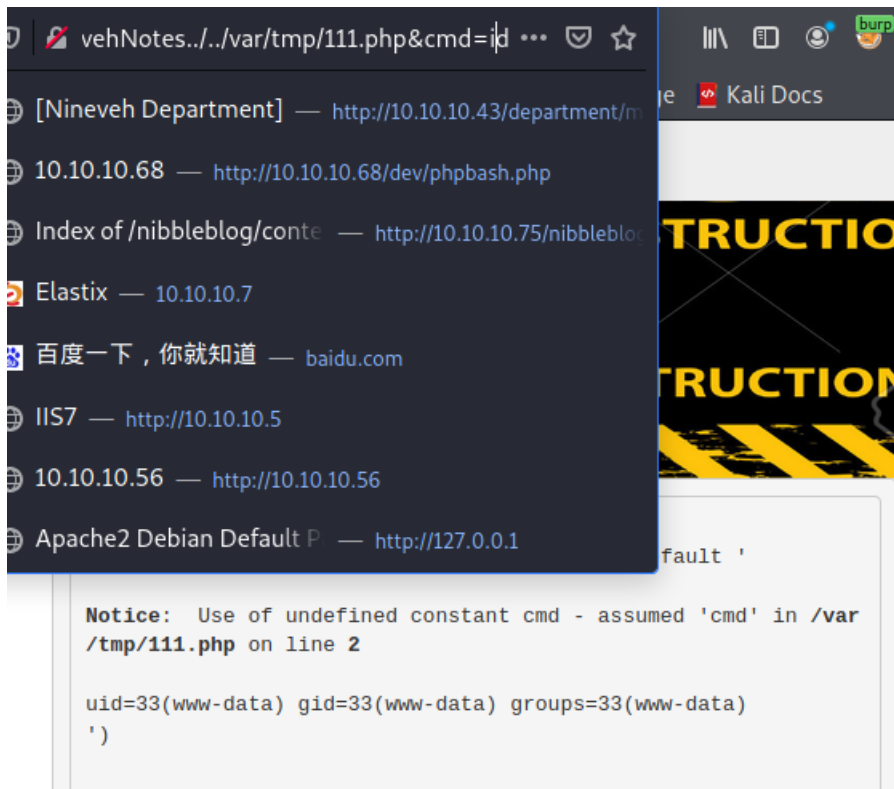 vehNotes../../var/tmp/111.php&cmd=id
burp
[Nineveh Department] — http://10.10.10.43/department/m
Kali Docs
10.10.10.68 — http://10.10.10.68/dev/phpbash.php
Index of /nibbleblog/conte — http://10.10.10.75/nibbleblog
TRUCTIO
Elastix — 10.10.10.7
百度一下，你就知道 — baidu.com
RUCTION
IIS7 — http://10.10.10.5
10.10.10.56 — http://10.10.10.56
Apache2 Debian Default P — http://127.0.0.1
fault '
Notice: Use of undefined constant cmd - assumed 'cmd' in /var
/tmp/111.php on line 2
uid=33(www-data) gid=33(www-data) groups=33(www-data)
')